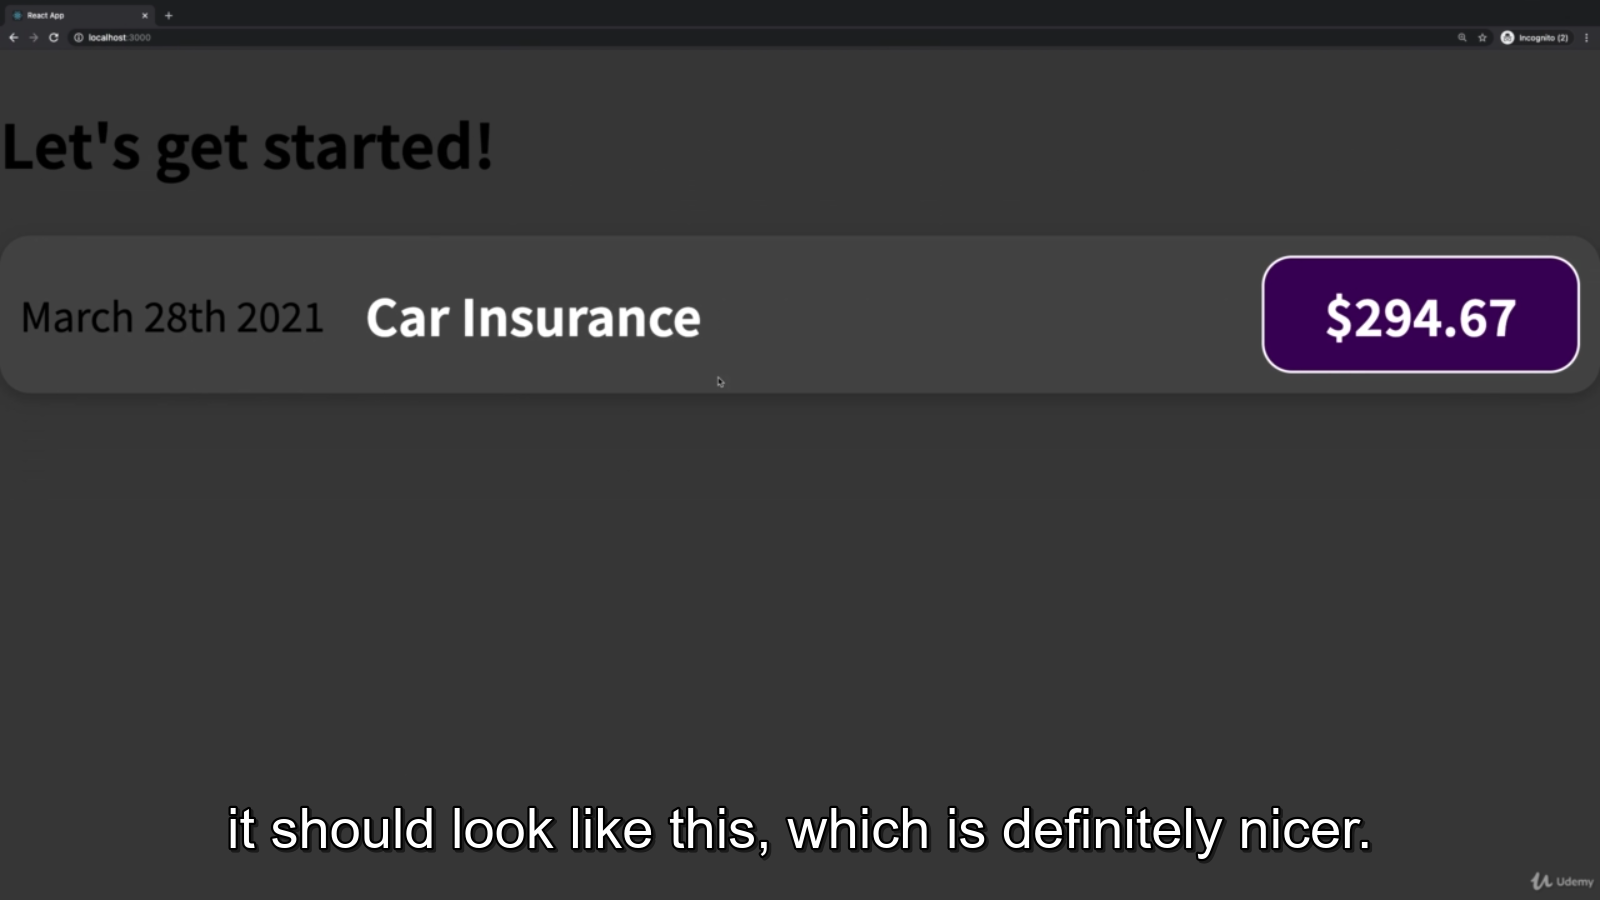 React App
localhost:3000
Incognito (2)
Let's get started!
March 28th 2021 Car Insurance $294.67
it should look like this, which is definitely nicer.
Udemy